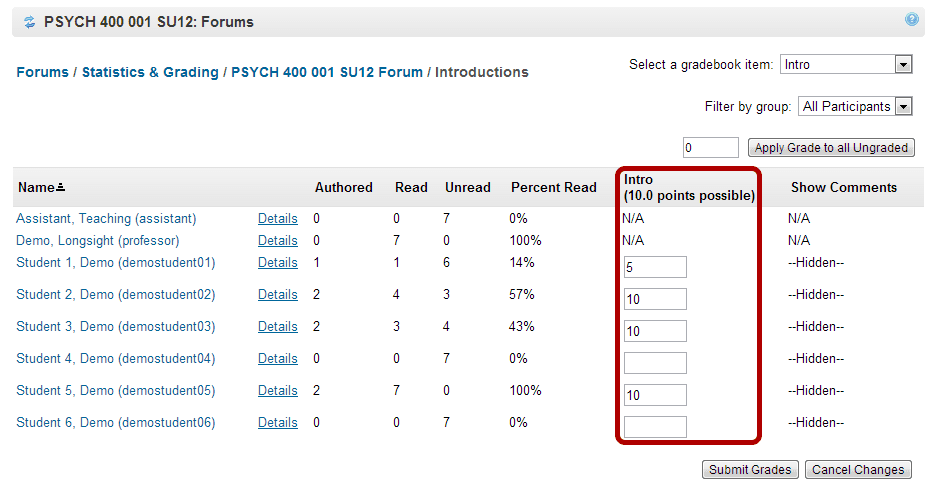 PSYCH 400 001 SU12: Forums
?
Forums / Statistics & Grading / PSYCH 400 001 SU12 Forum / Introductions
Select a gradebook item: Intro
Filter by group: All Participants
0 Apply Grade to all Ungraded
Name Authored Read Unread Percent Read Intro (10.0 points possible) Show Comments
Assistant, Teaching (assistant) Details 0 0 7 0% N/A N/A
Demo, Longsight (professor) Details 0 7 0 100% N/A N/A
Student 1, Demo (demostudent01) Details 1 1 6 14% 5 --Hidden--
Student 2, Demo (demostudent02) Details 2 4 3 57% 10 --Hidden--
Student 3, Demo (demostudent03) Details 2 3 4 43% 10 --Hidden--
Student 4, Demo (demostudent04) Details 0 0 7 0% --Hidden--
Student 5, Demo (demostudent05) Details 2 7 0 100% 10 --Hidden--
Student 6, Demo (demostudent06) Details 0 0 7 0% --Hidden--
Submit Grades Cancel Changes